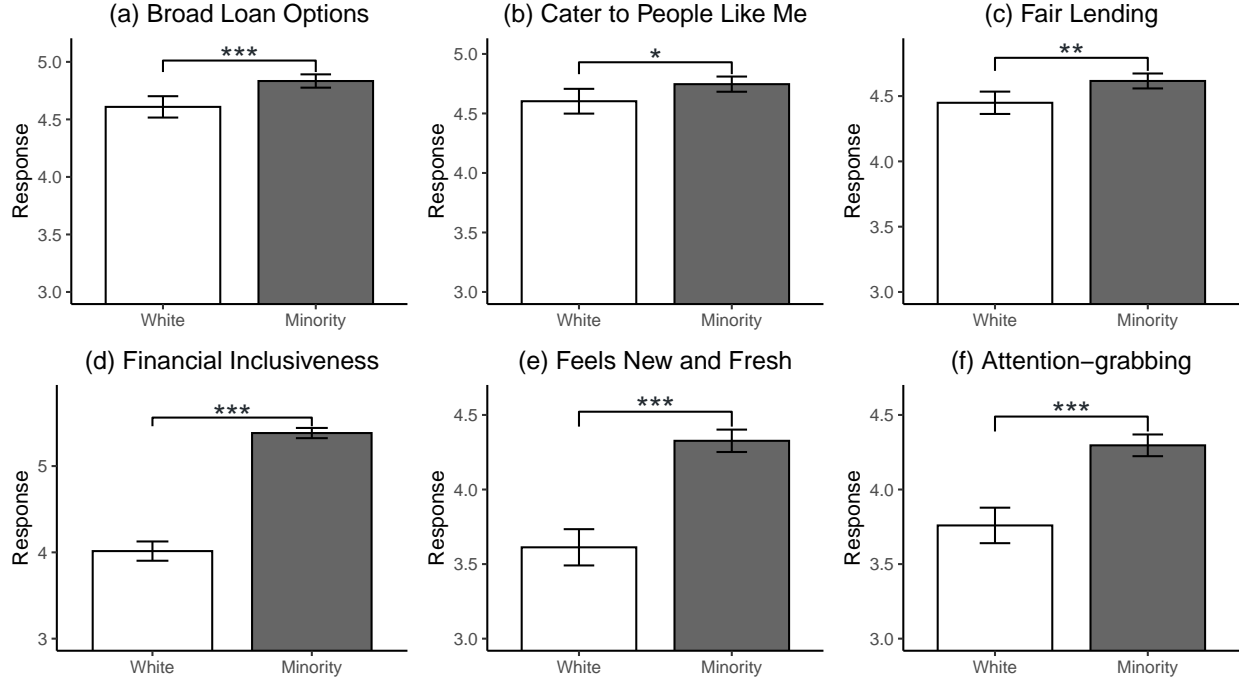 (a) Broad Loan Options
Response
5.0
4.5
4.0
3.5
3.0
***
White Minority
(b) Cater to People Like Me
Response
5.0
4.5
4.0
3.5
3.0
*
White Minority
(c) Fair Lending
Response
4.5
4.0
3.5
3.0
**
White Minority
(d) Financial Inclusiveness
Response
5
4
3
***
White Minority
(e) Feels New and Fresh
Response
4.5
4.0
3.5
3.0
***
White Minority
(f) Attention−grabbing
Response
4.5
4.0
3.5
3.0
***
White Minority